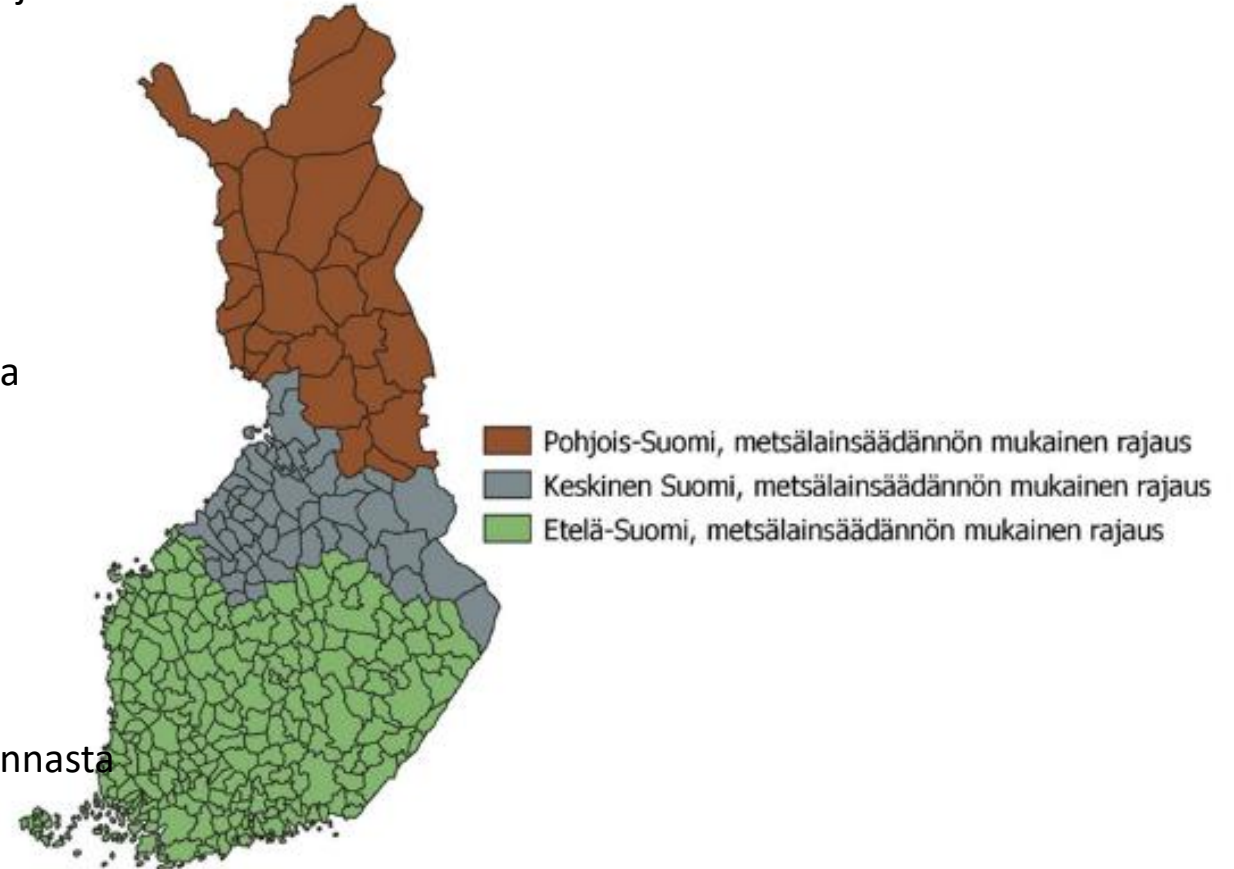 a
Pohjois-Suomi, metsälainsäädännön mukainen rajaus
Keskinen Suomi, metsälainsäädännön mukainen rajaus
Etelä-Suomi, metsälainsäädännön mukainen rajaus
nnasta